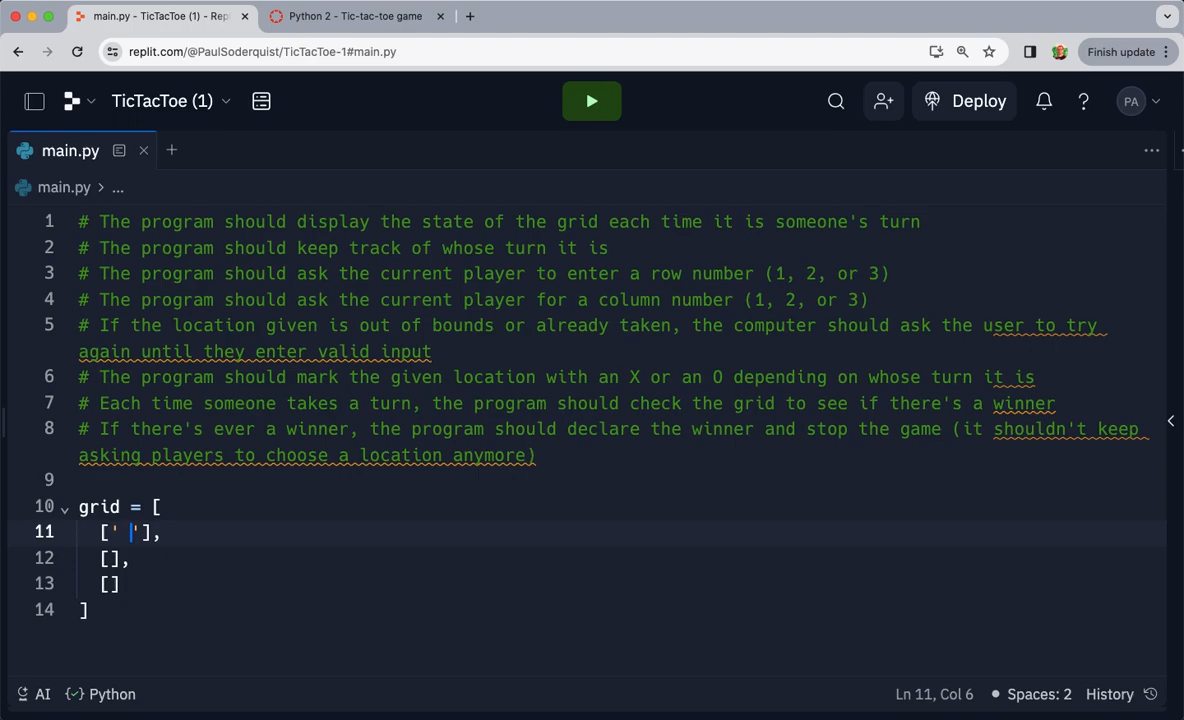 main.py - TicTacToe (1) - Repl
Python 2 - Tic-tac-toe game
replit.com/@PaulSoderquist/TicTacToe-1#main.py
Finish update
TicTacToe (1)
Deploy
PA
main.py
main.py > ...
1 # The program should display the state of the grid each time it is someone's turn
2 # The program should keep track of whose turn it is
3 # The program should ask the current player to enter a row number (1, 2, or 3)
4 # The program should ask the current player for a column number (1, 2, or 3)
5 # If the location given is out of bounds or already taken, the computer should ask the user to try
again until they enter valid input
6 # The program should mark the given location with an X or an O depending on whose turn it is
7 # Each time someone takes a turn, the program should check the grid to see if there's a winner
8 # If there's ever a winner, the program should declare the winner and stop the game (it shouldn't keep
asking players to choose a location anymore)
9
10 grid = [
11 [' '],
12 [],
13 []
14 ]
AI
Python
Ln 11, Col 6
Spaces: 2
History